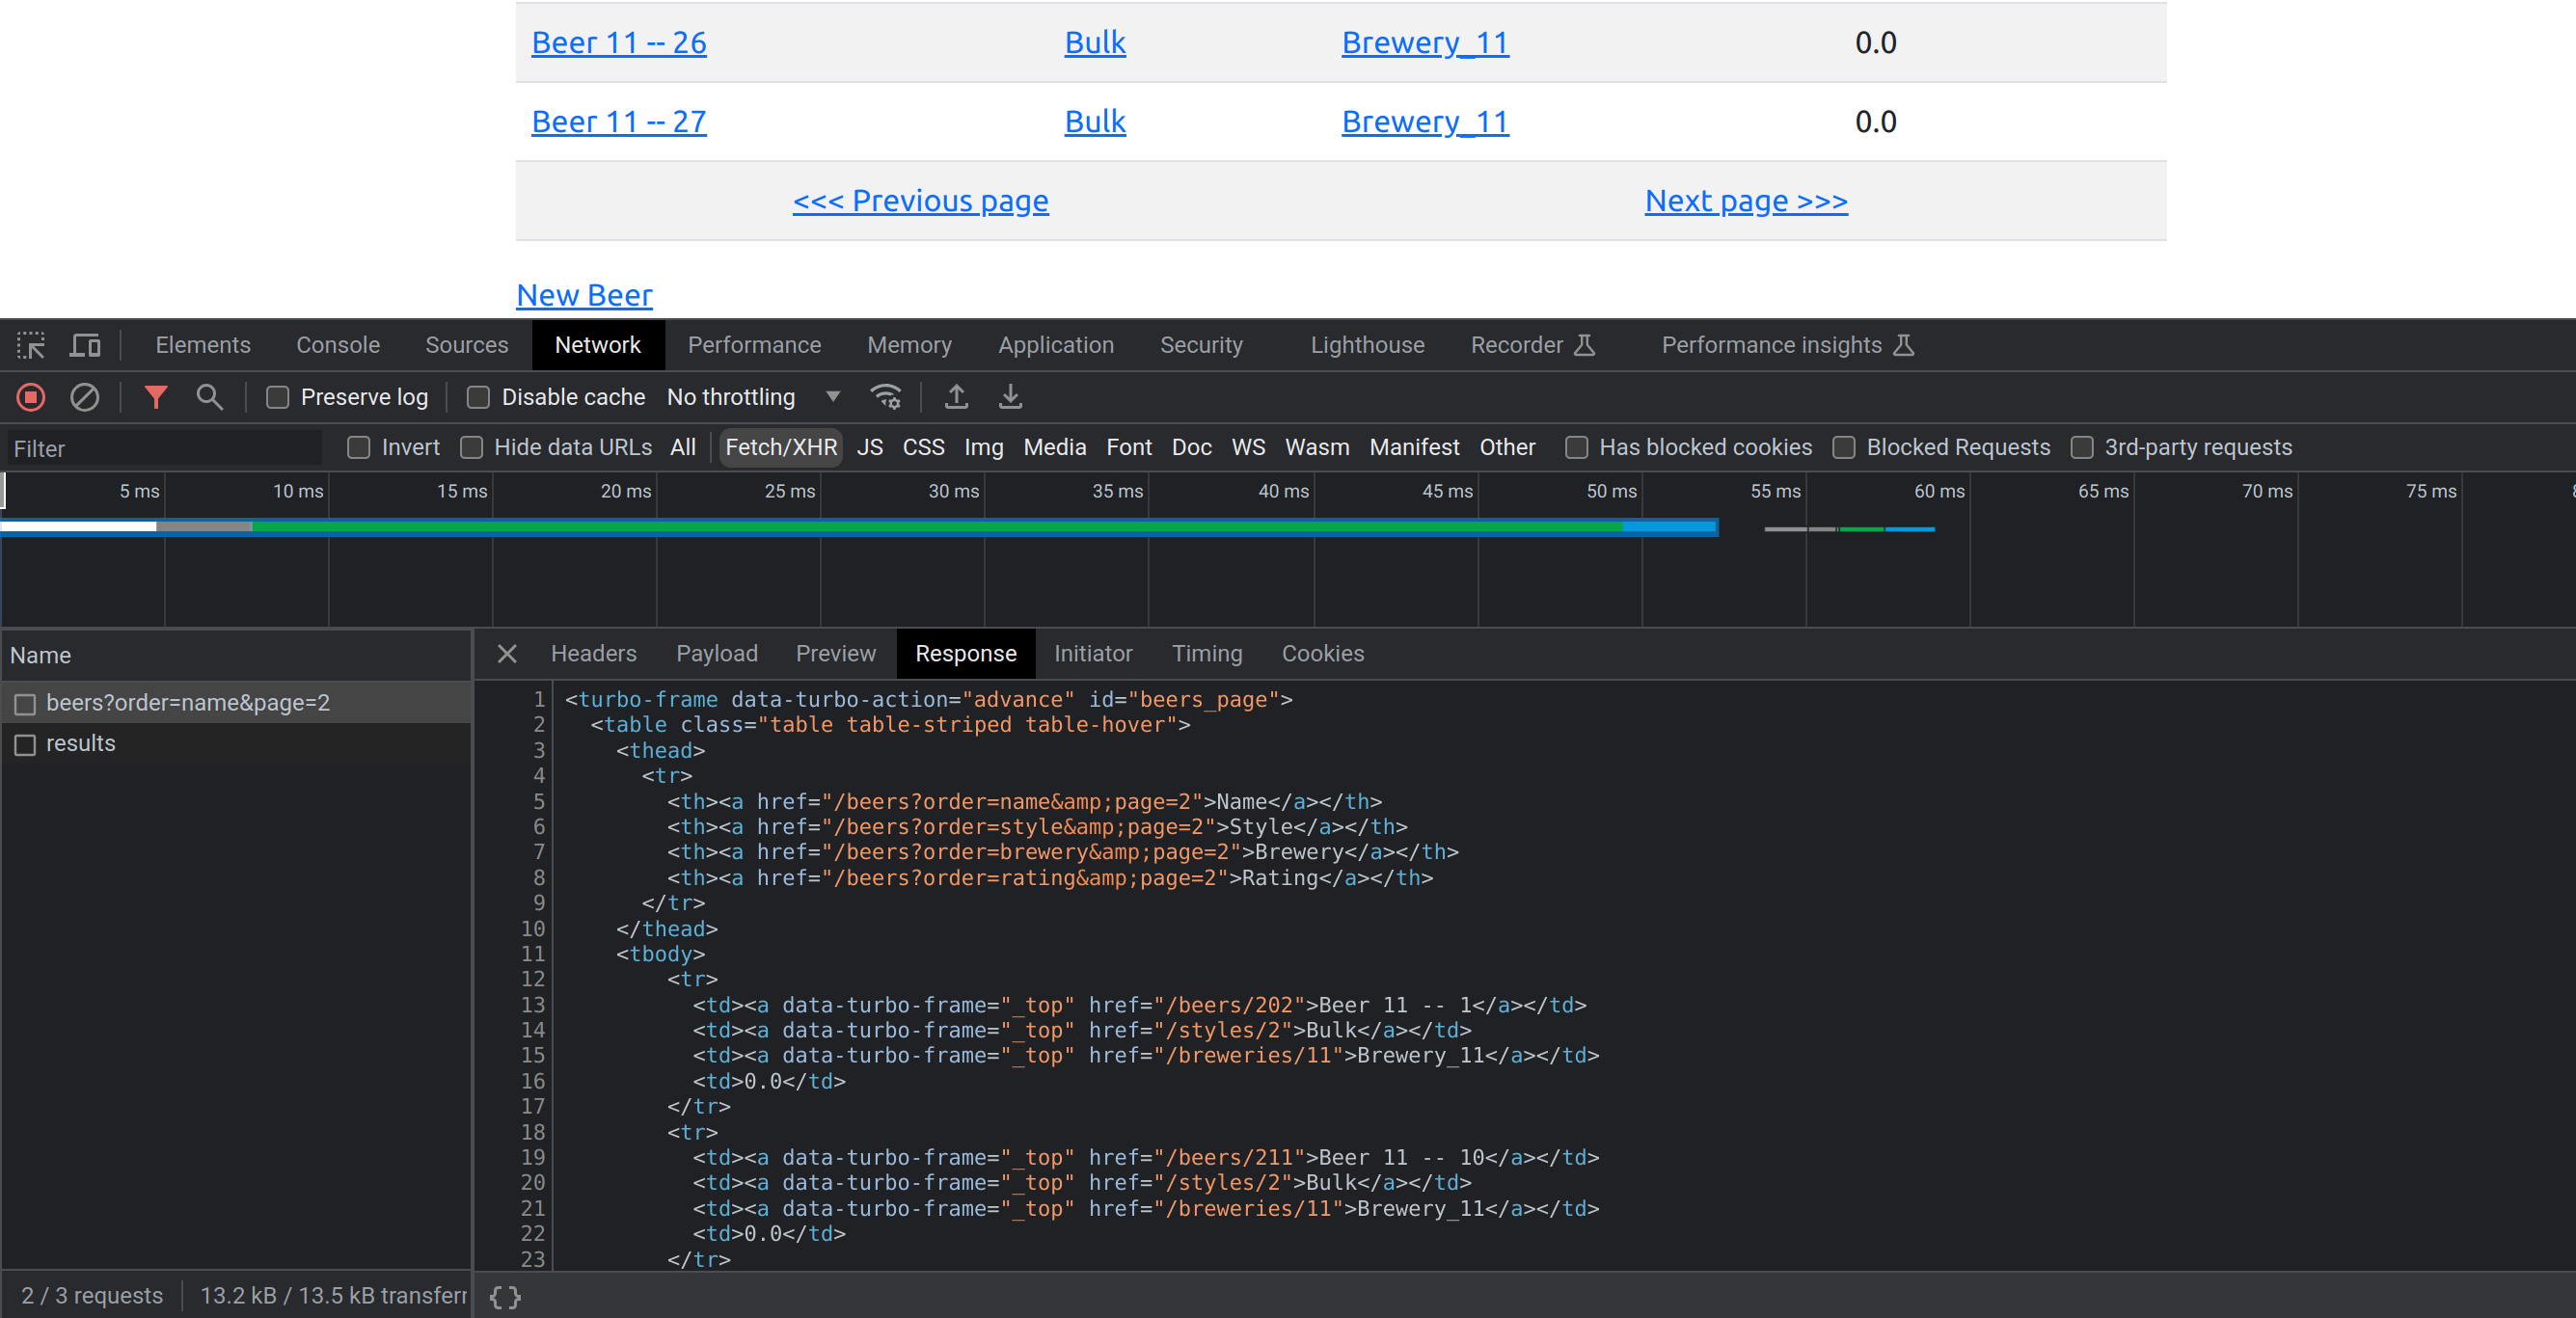 Beer 11 -- 26 Bulk Brewery_11 0.0
Beer 11 -- 27 Bulk Brewery_11 0.0
<<< Previous page Next page >>>
New Beer
Elements Console Sources Network Performance Memory Application Security Lighthouse Recorder Performance insights
Preserve log Disable cache No throttling
Filter Invert Hide data URLs All Fetch/XHR JS CSS Img Media Font Doc WS Wasm Manifest Other Has blocked cookies Blocked Requests 3rd-party requests
5 ms 10 ms 15 ms 20 ms 25 ms 30 ms 35 ms 40 ms 45 ms 50 ms 55 ms 60 ms 65 ms 70 ms 75 ms
Name
beers?order=name&page=2
results
2 / 3 requests 13.2 kB / 13.5 kB transferr
Headers Payload Preview Response Initiator Timing Cookies
1 <turbo-frame data-turbo-action="advance" id="beers_page">
2 <table class="table table-striped table-hover">
3 <thead>
4 <tr>
5 <th><a href="/beers?order=name&amp;page=2">Name</a></th>
6 <th><a href="/beers?order=style&amp;page=2">Style</a></th>
7 <th><a href="/beers?order=brewery&amp;page=2">Brewery</a></th>
8 <th><a href="/beers?order=rating&amp;page=2">Rating</a></th>
9 </tr>
10 </thead>
11 <tbody>
12 <tr>
13 <td><a data-turbo-frame="_top" href="/beers/202">Beer 11 -- 1</a></td>
14 <td><a data-turbo-frame="_top" href="/styles/2">Bulk</a></td>
15 <td><a data-turbo-frame="_top" href="/breweries/11">Brewery_11</a></td>
16 <td>0.0</td>
17 </tr>
18 <tr>
19 <td><a data-turbo-frame="_top" href="/beers/211">Beer 11 -- 10</a></td>
20 <td><a data-turbo-frame="_top" href="/styles/2">Bulk</a></td>
21 <td><a data-turbo-frame="_top" href="/breweries/11">Brewery_11</a></td>
22 <td>0.0</td>
23 </tr>
{ }